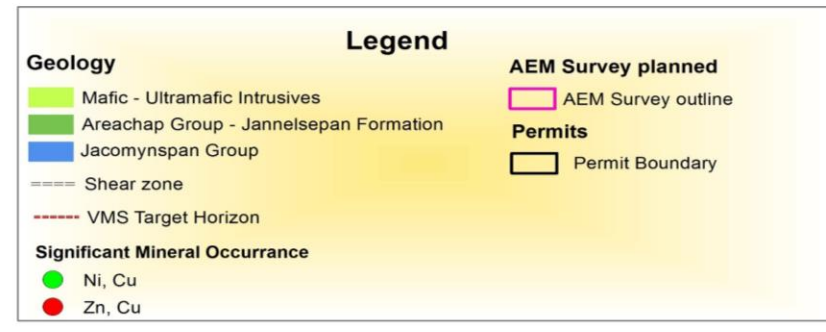 Legend
Geology
Mafic - Ultramafic Intrusives
Areachap Group - Jannelsepan Formation
Jacomynspan Group
Shear zone
VMS Target Horizon
Significant Mineral Occurrance
Ni, Cu
Zn, Cu
AEM Survey planned
AEM Survey outline
Permits
Permit Boundary